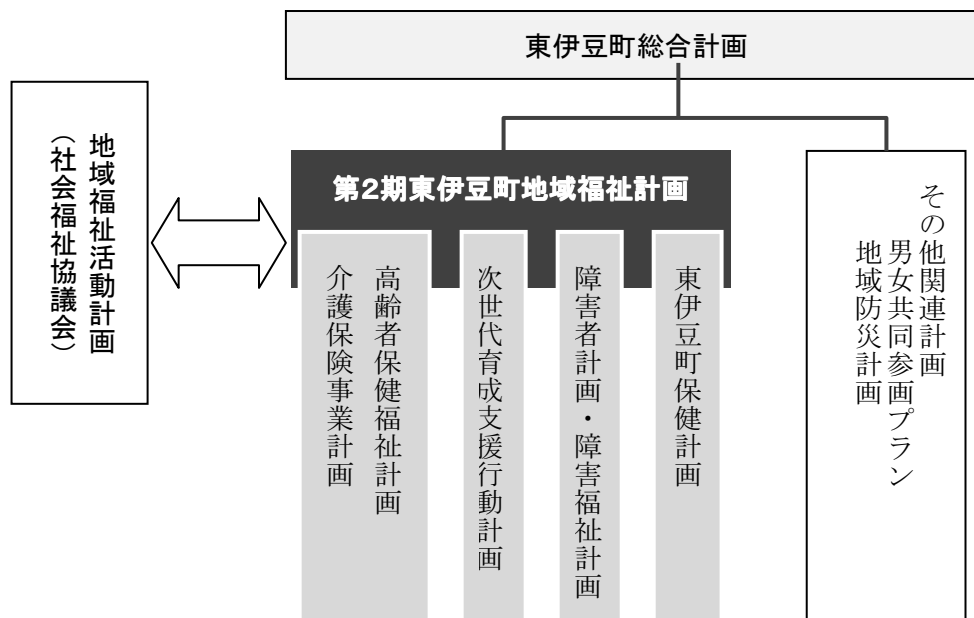 東伊豆町総合計画
地域福祉活動計画
（社会福祉協議会）
第2期東伊豆町地域福祉計画
高齢者保健福祉計画
介護保険事業計画
次世代育成支援行動計画
障害者計画・障害福祉計画
東伊豆町保健計画
その他関連計画
男女共同参画プラン
地域防災計画